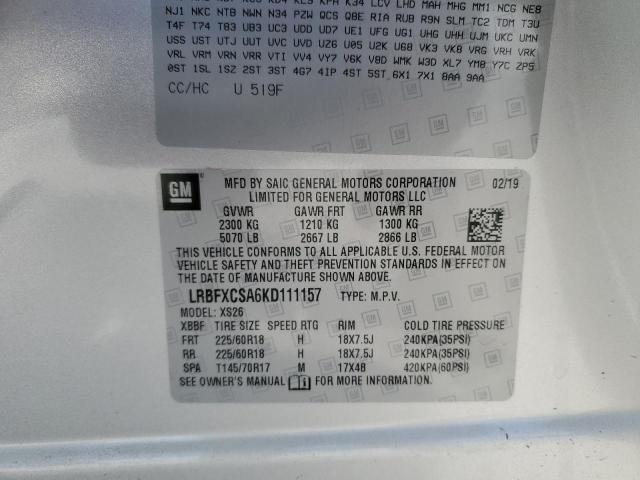 NJ1 NKC NTB NWN N34 PZW QCS Q8E RIA RUB R9N SLM TC2 TDM T3U
T4F T74 T83 UB3 UC3 UDD UD7 UE1 UFG UG1 UHG UHH UJM UKC UMN
USS UST UTJ UUT UVD UZ6 U05 U2K U68 VK3 VK8 VRG VRH VRK
VRL VRM VRN VRR VTI VV4 VY7 V6K V8D WMK W3D XL7 YM8 Y7C ZP5
0ST 1SL 1SZ 2ST 3ST 4G7 4IP 4ST 5ST 6X1 7X1 8AA 9AA
CC/HC U 519F
GM
MFD BY SAIC GENERAL MOTORS CORPORATION 02/19
LIMITED FOR GENERAL MOTORS LLC
GVWR GAWR FRT GAWR RR
2300 KG 1210 KG 1300 KG
5070 LB 2667 LB 2866 LB
THIS VEHICLE CONFORMS TO ALL APPLICABLE U.S. FEDERAL MOTOR
VEHICLE SAFETY AND THEFT PREVENTION STANDARDS IN EFFECT ON THE
DATE OF MANUFACTURE SHOWN ABOVE.
LRBFXCSA6KD111157 TYPE: M.P.V.
MODEL: XS26
XBBF TIRE SIZE SPEED RTG RIM COLD TIRE PRESSURE
FRT 225/60R18 H 18X7.5J 240KPA(35PSI)
RR 225/60R18 H 18X7.5J 240KPA(35PSI)
SPA T145/70R17 M 17X4B 420KPA(60PSI)
SEE OWNER'S MANUAL FOR MORE INFORMATION